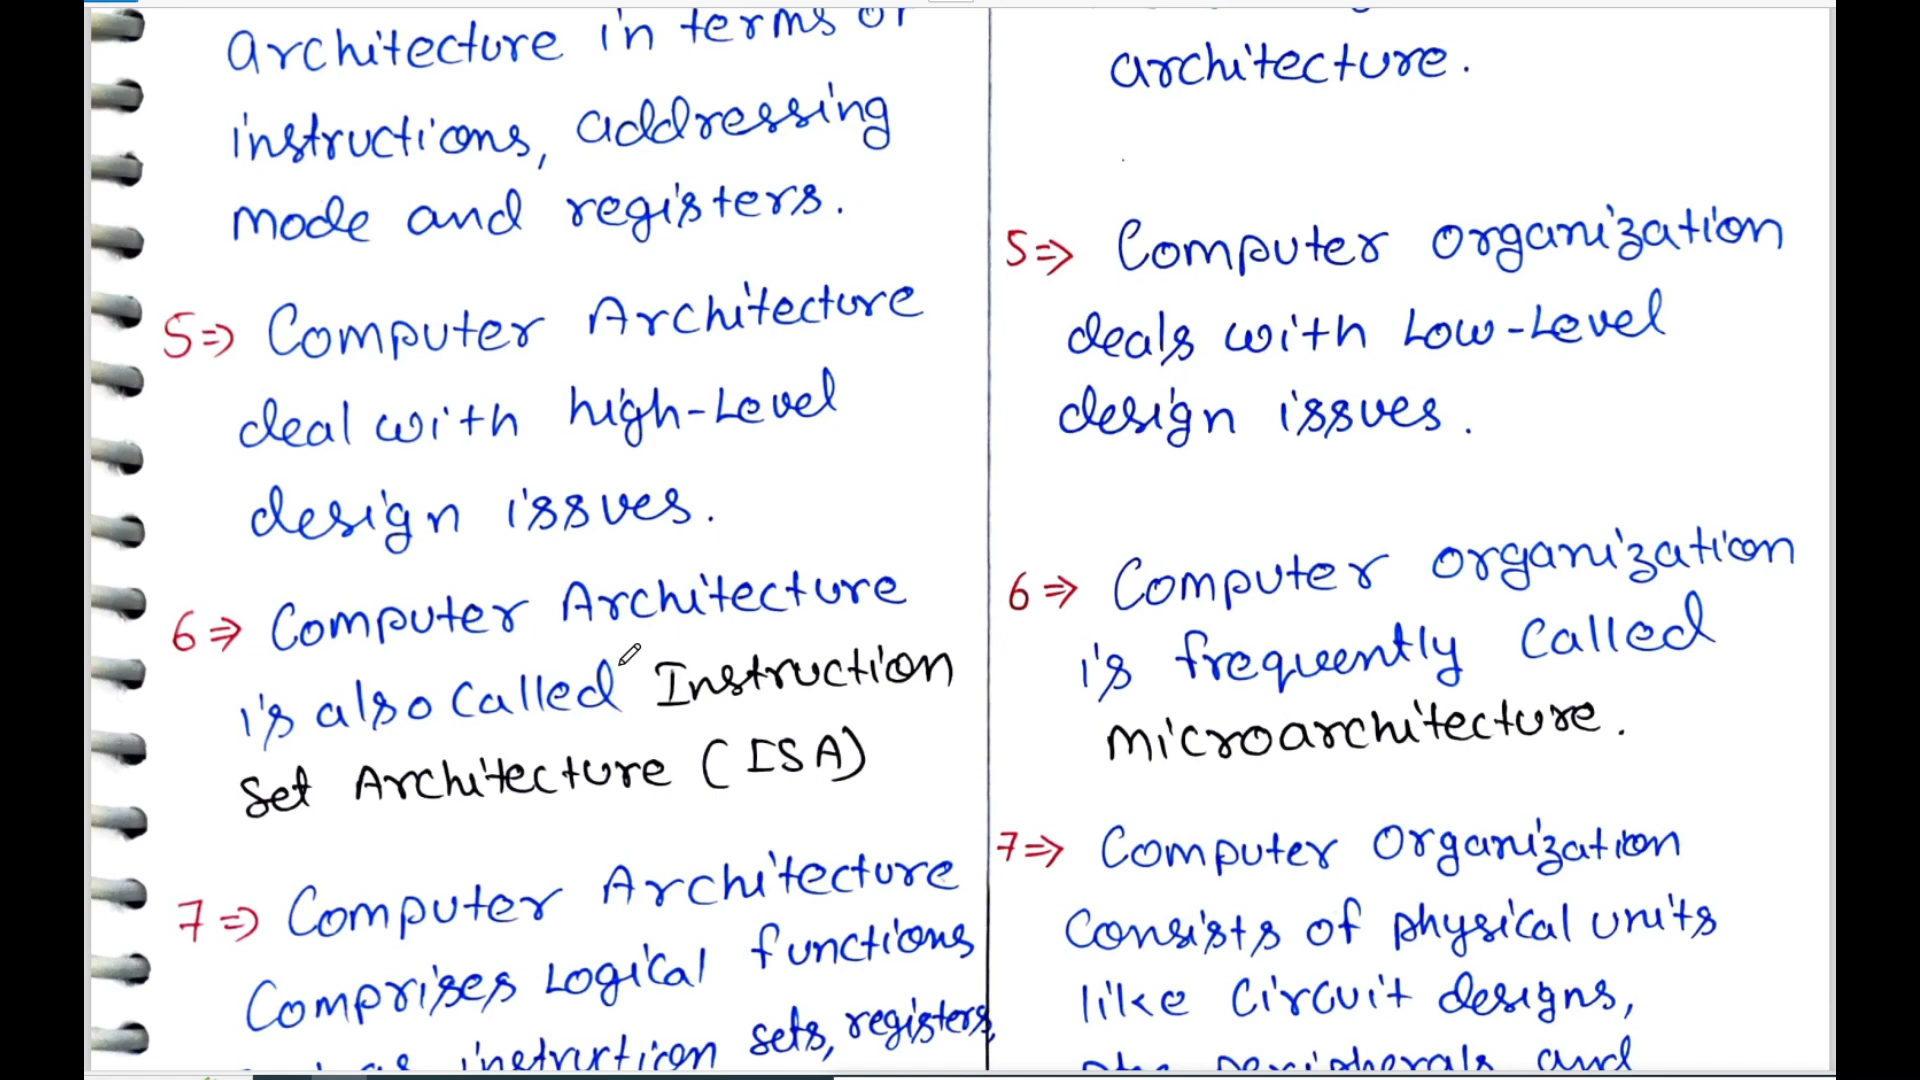 Architecture in terms of
instructions, addressing
mode and registers.
5⇒ Computer Architecture
deal with high-Level
design issues.
6⇒ Computer Architecture
is also called Instruction
Set Architecture (ISA)
7⇒ Computer Architecture
Comprises Logical functions
as instruction sets, registers,
architecture.
5⇒ Computer organization
deals with Low-Level
design issues.
6⇒ Computer organization
is frequently called
microarchitecture.
7⇒ Computer Organization
Consists of physical units
like Circuit designs,
peripherals and